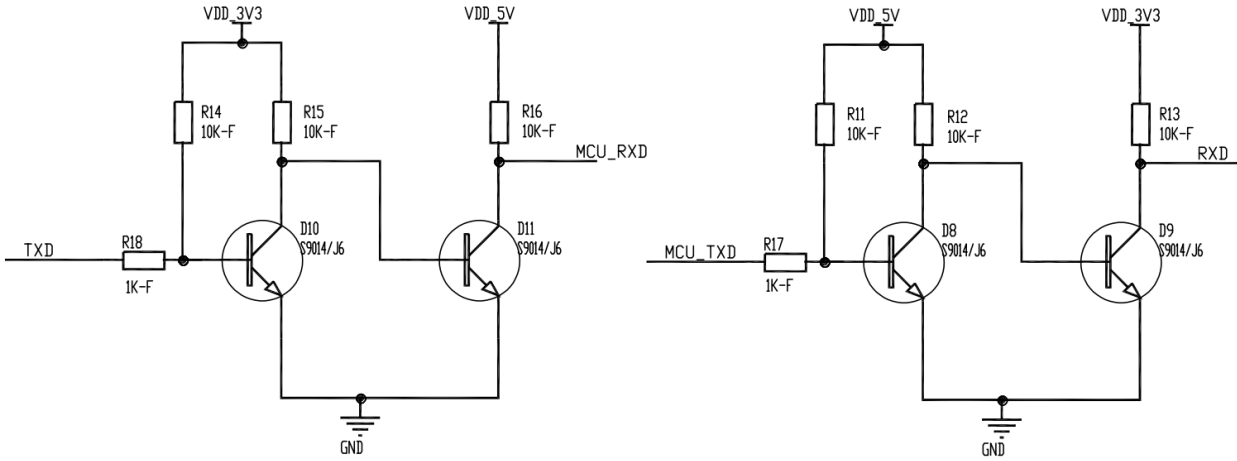 VDD_3V3
VDD_5V
R14
10K-F
R15
10K-F
R16
10K-F
MCU_RXD
D10
S9014/J6
D11
S9014/J6
TXD
R18
1K-F
GND
VDD_5V
VDD_3V3
R11
10K-F
R12
10K-F
R13
10K-F
RXD
D8
S9014/J6
D9
S9014/J6
MCU_TXD
R17
1K-F
GND